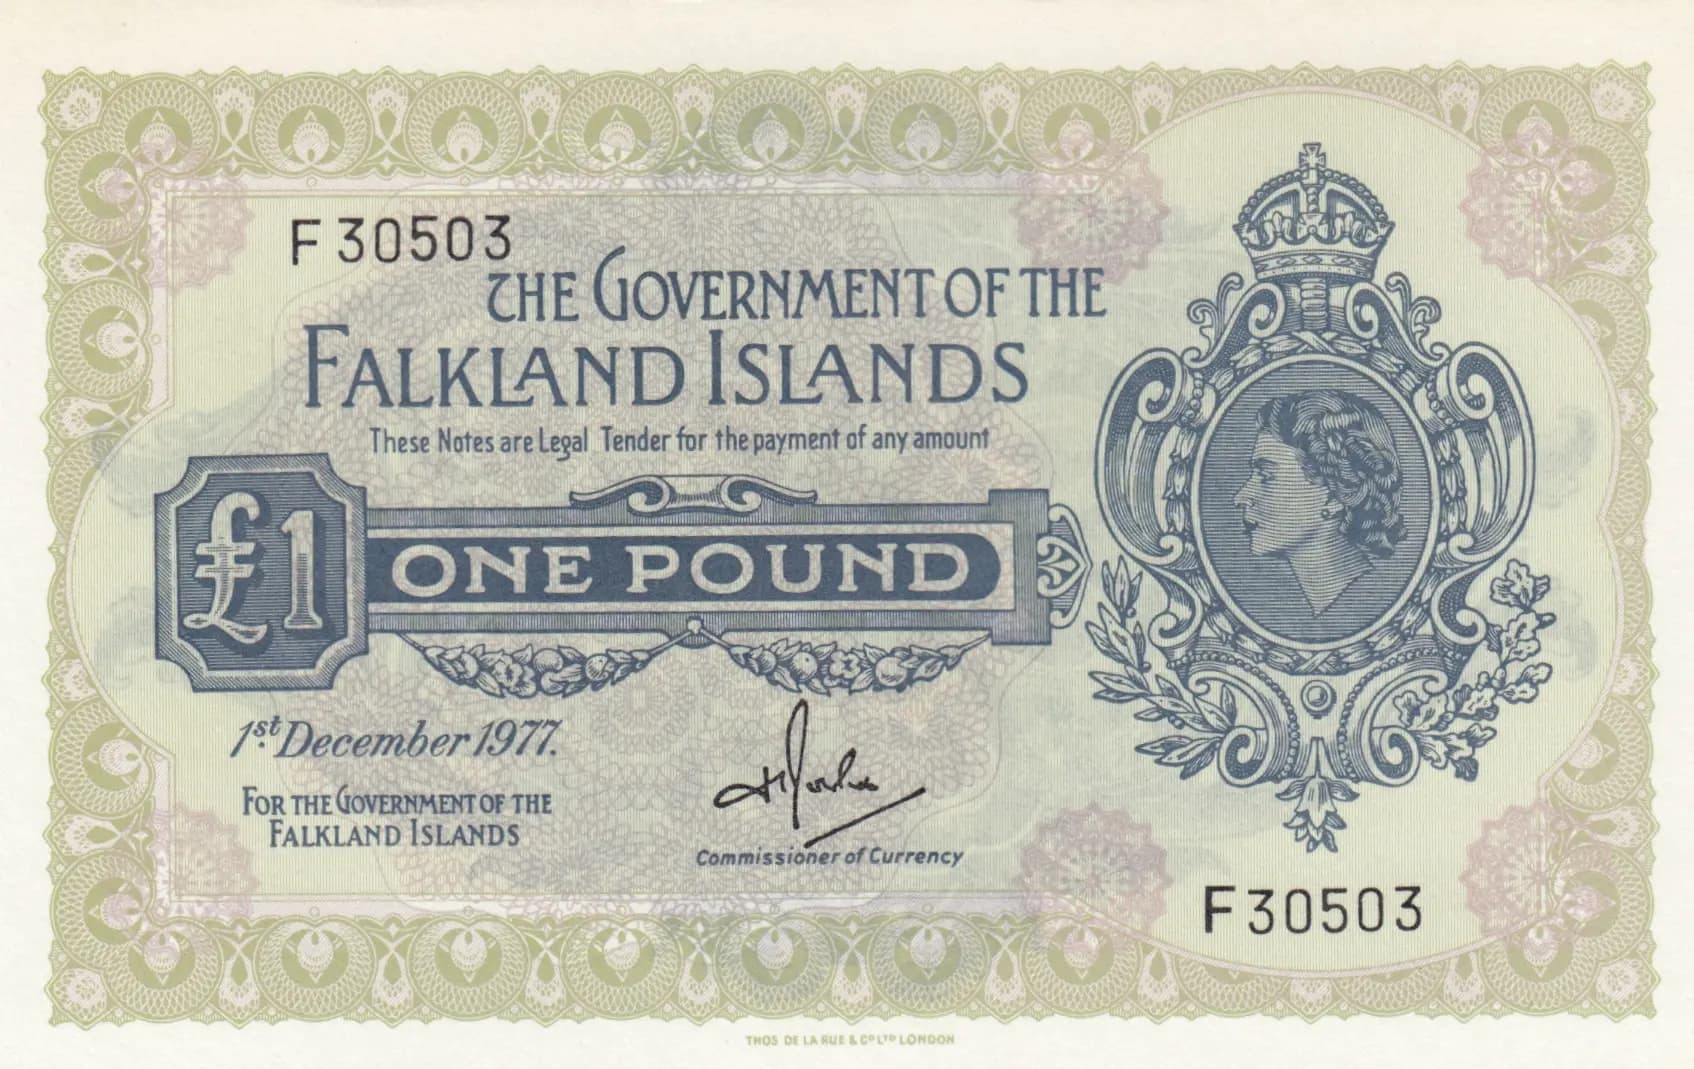 F30503
THE GOVERNMENT OF THE
FALKLAND ISLANDS
These Notes are Legal Tender for the payment of any amount
£1
ONE POUND
1st December 1977.
FOR THE GOVERNMENT OF THE
FALKLAND ISLANDS
Commissioner of Currency
F30503
THOS DE LA RUE & CO LTD LONDON